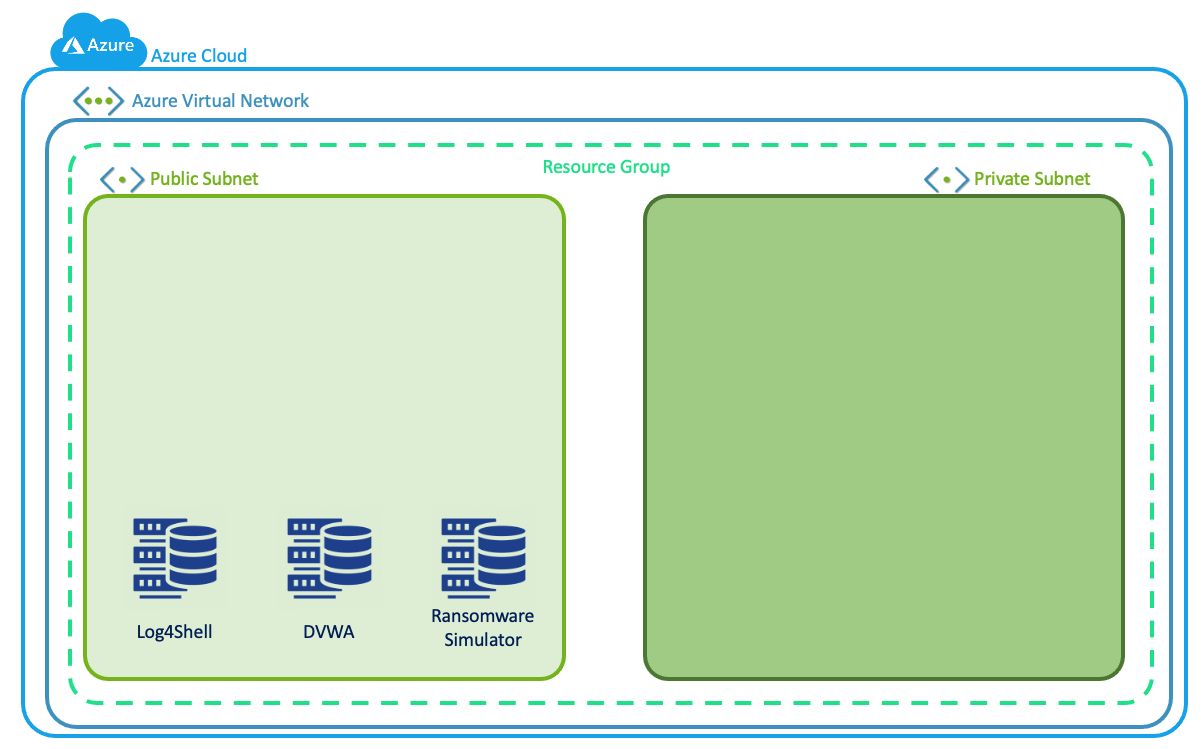 Azure
Azure Cloud
Azure Virtual Network
Resource Group
Public Subnet
Private Subnet
Log4Shell
DVWA
Ransomware
Simulator